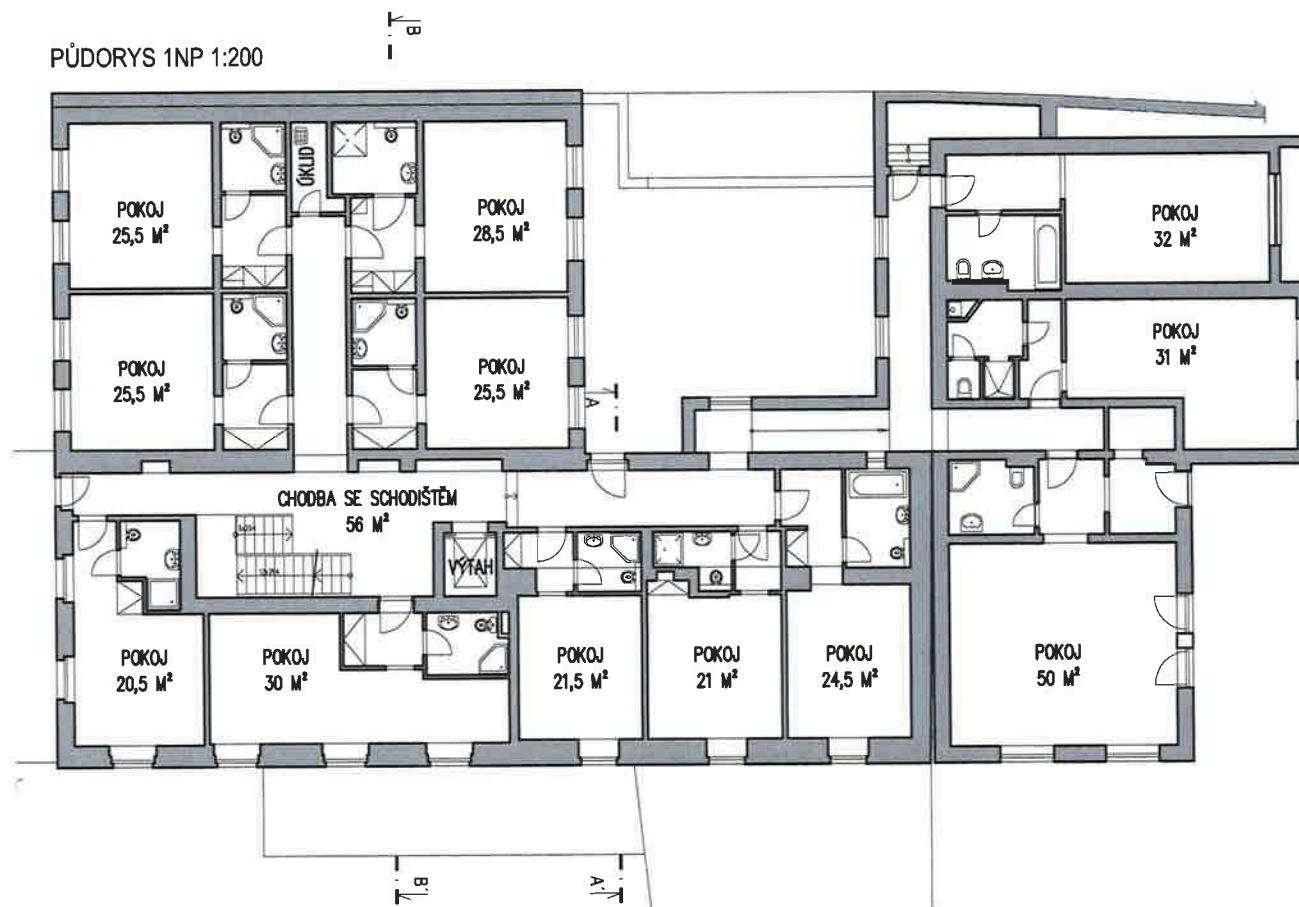 B
PŮDORYS 1NP 1:200
ÚKLID
POKOJ
25,5 M²
POKOJ
28,5 M²
POKOJ
32 M²
POKOJ
25,5 M²
POKOJ
25,5 M²
POKOJ
31 M²
A
CHODBA SE SCHODIŠTĚM
56 M²
VÝTAH
POKOJ
20,5 M²
POKOJ
30 M²
POKOJ
21,5 M²
POKOJ
21 M²
POKOJ
24,5 M²
POKOJ
50 M²
B'
A'